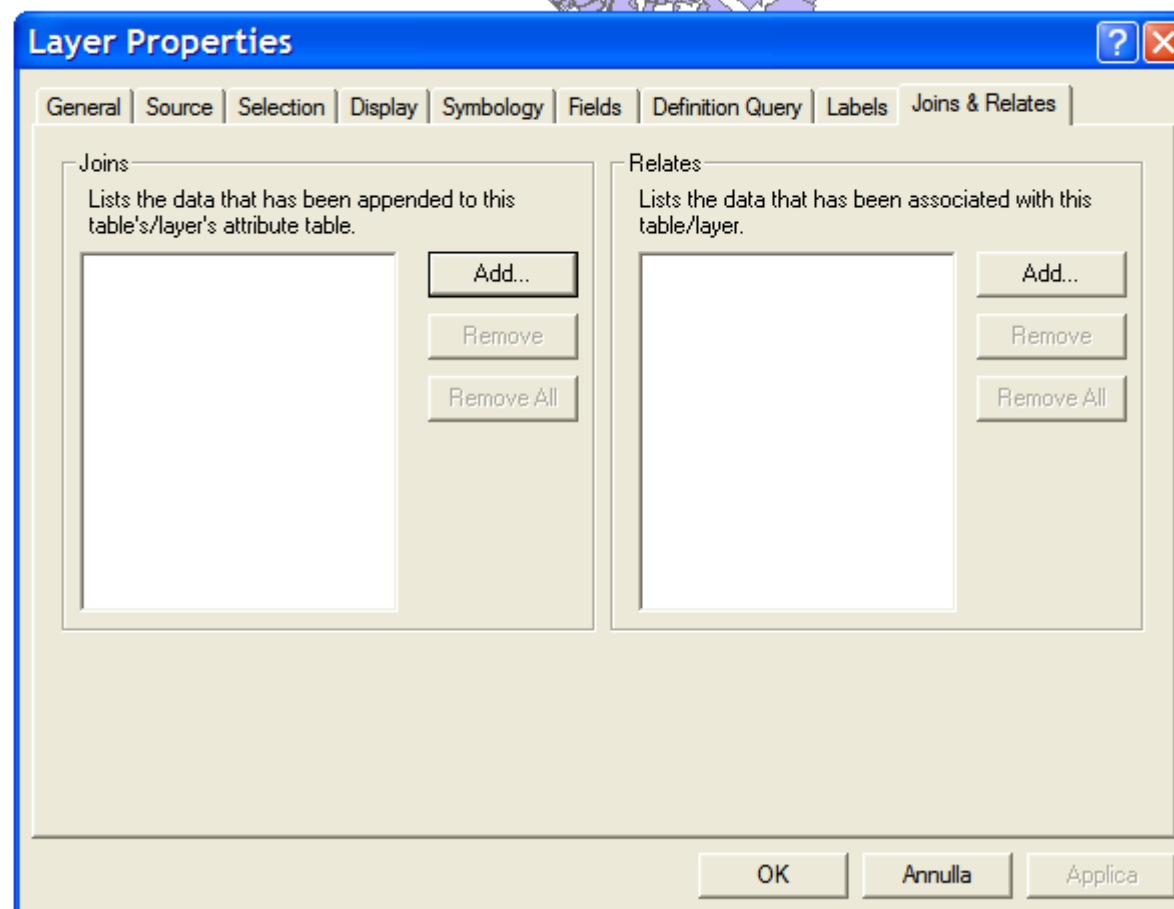 Layer Properties
General Source Selection Display Symbology Fields Definition Query Labels Joins & Relates
Joins
Lists the data that has been appended to this
table's/layer's attribute table.
Add...
Remove
Remove All
Relates
Lists the data that has been associated with this
table/layer.
Add...
Remove
Remove All
OK Annulla Applica